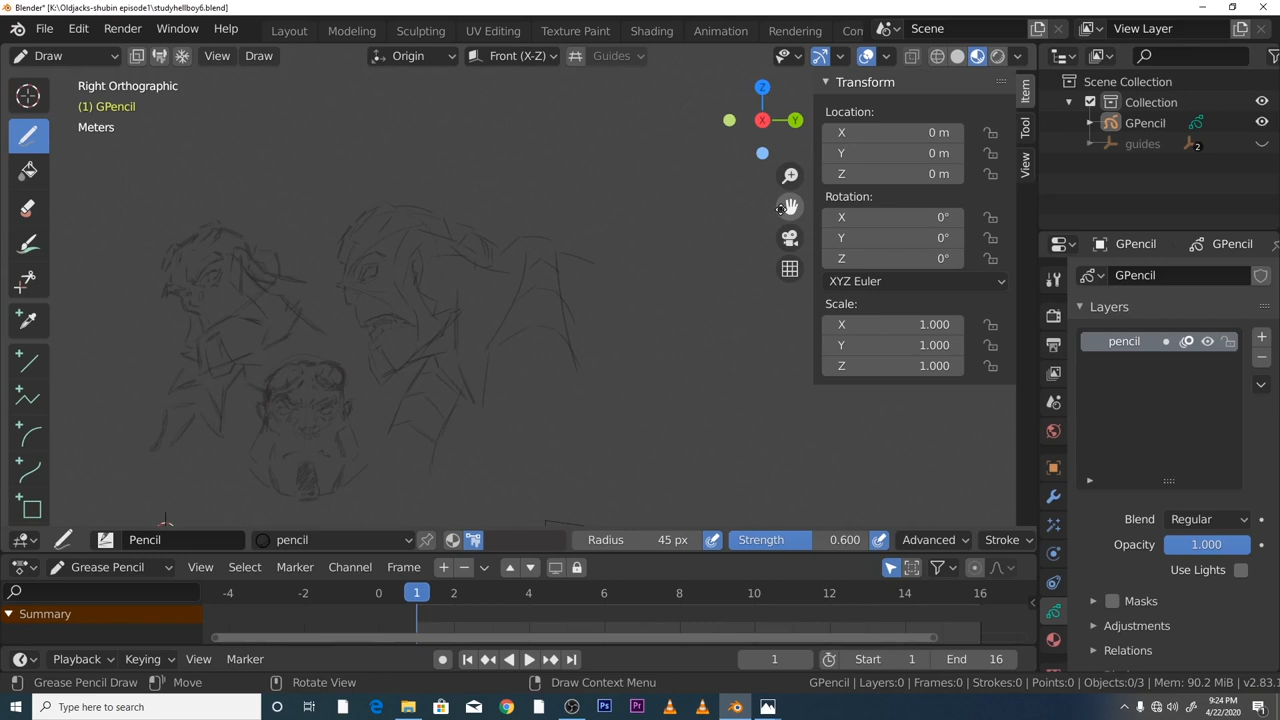 Blender* [K:\Oldjacks-shubin episode1\studyhellboy6.blend]
File Edit Render Window Help Layout Modeling Sculpting UV Editing Texture Paint Shading Animation Rendering Scene View Layer
Draw View Draw Origin Front (X-Z) Guides
Right Orthographic
(1) GPencil
Meters
Z
X
Y
Transform
Location:
X 0 m
Y 0 m
Z 0 m
Rotation:
X 0°
Y 0°
Z 0°
XYZ Euler
Scale:
X 1.000
Y 1.000
Z 1.000
Item
Tool
View
Scene Collection
Collection
GPencil
guides 2
GPencil GPencil
GPencil
Layers
pencil
Blend Regular
Opacity 1.000
Use Lights
Masks
Adjustments
Relations
Pencil pencil Radius 45 px Strength 0.600 Advanced Stroke
Grease Pencil View Select Marker Channel Frame
-4 -2 0 1 2 4 6 8 10 12 14 16
Summary
Playback Keying View Marker 1 Start 1 End 16
Grease Pencil Draw Move Rotate View Draw Context Menu GPencil | Layers:0 | Frames:0 | Strokes:0 | Points:0 | Objects:0/3 | Mem: 90.2 MiB | v2.83.1
Type here to search
9:24 PM
4/22/2020